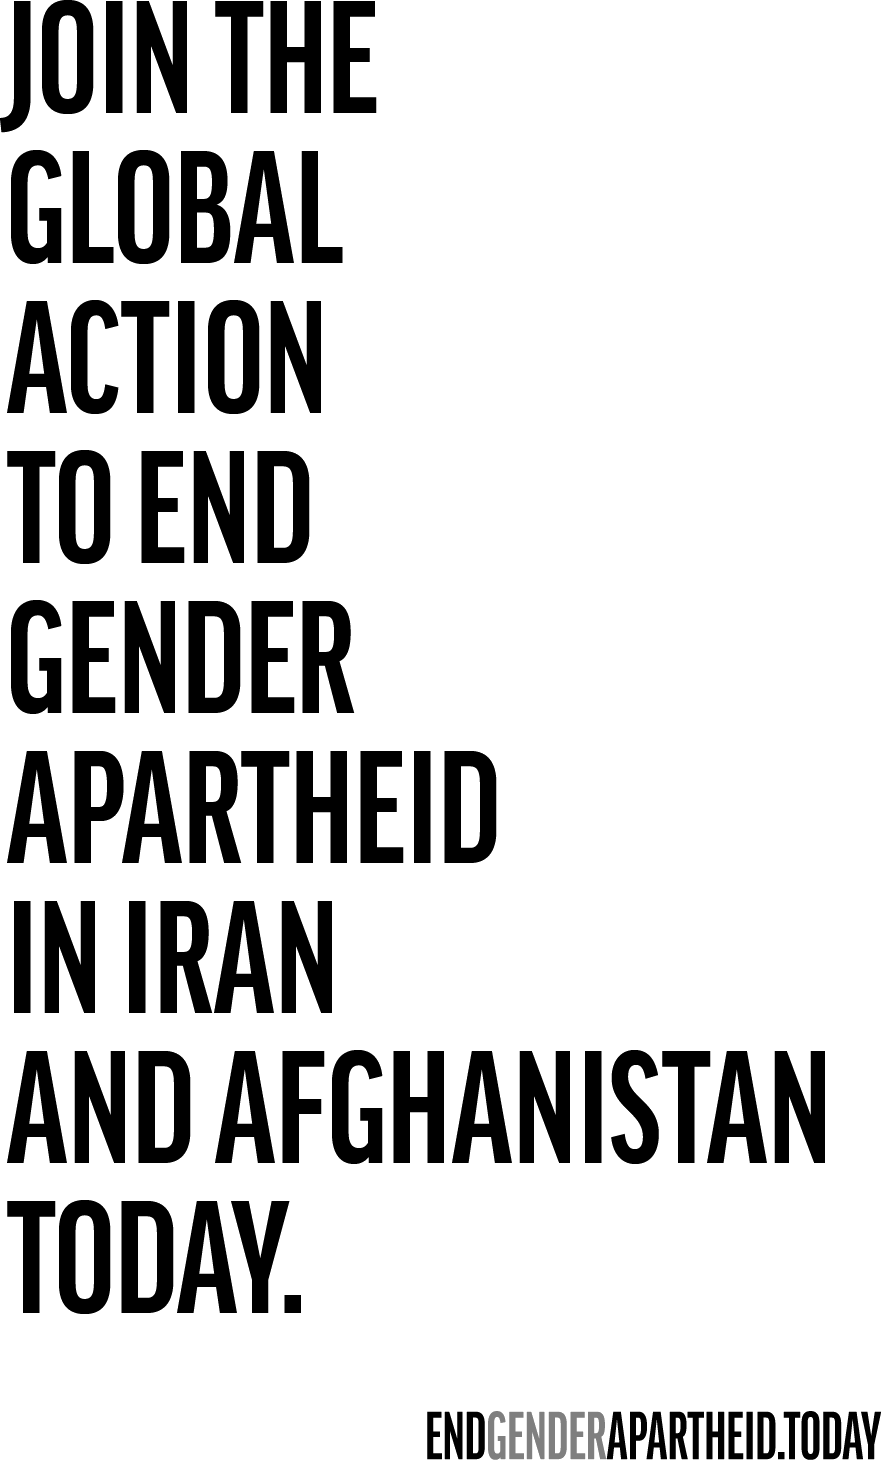 JOIN THE
GLOBAL
ACTION
TO END
GENDER
APARTHEID
IN IRAN
AND AFGHANISTAN
TODAY.
ENDGENDERAPARTHEID.TODAY